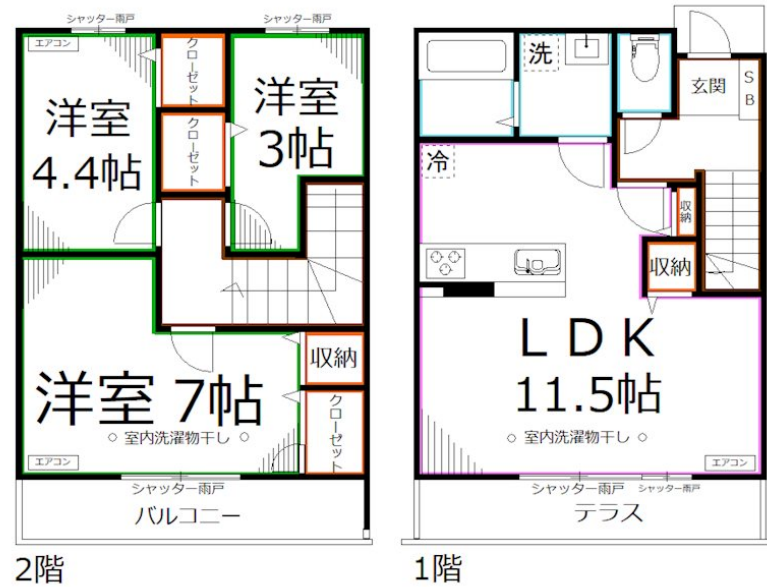 シャッター雨戸
シャッター雨戸
エアコン
クローゼット
洋室
4.4帖
洋室
3帖
クローゼット
洋室 7帖
収納
クローゼット
室内洗濯物干し
エアコン
シャッター雨戸
バルコニー
2階
洗
玄関
SB
冷
収納
収納
LDK
11.5帖
室内洗濯物干し
エアコン
シャッター雨戸
シャッター雨戸
テラス
1階